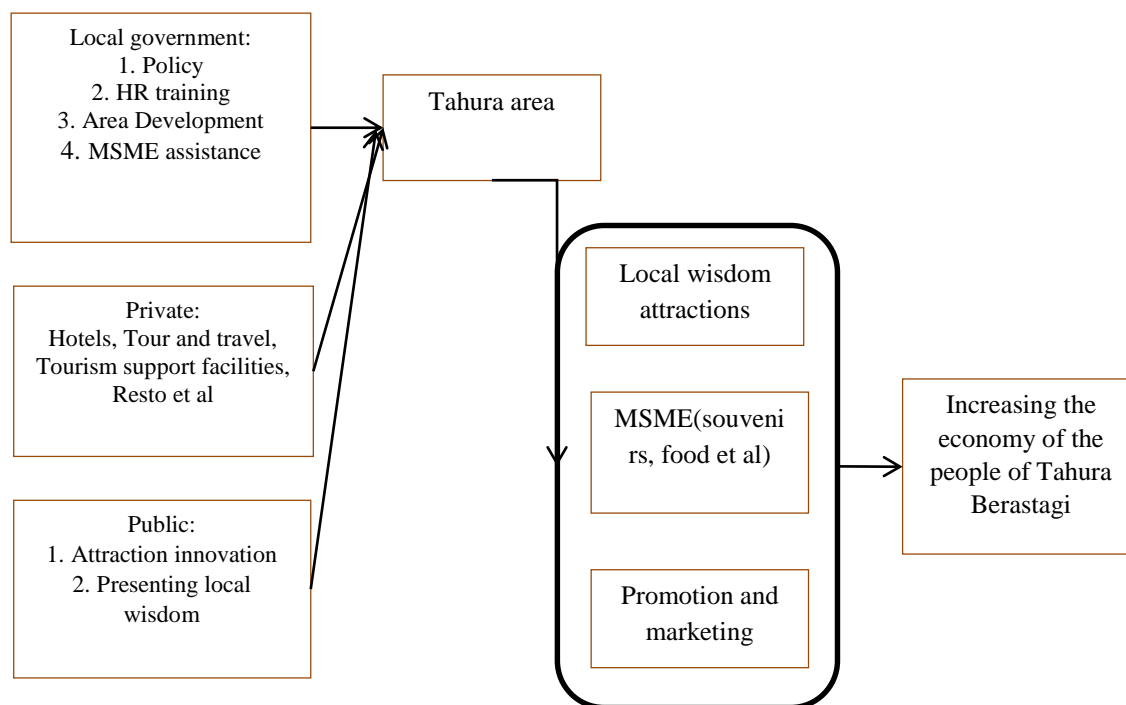 Local government:
1. Policy
2. HR training
3. Area Development
4. MSME assistance
Private:
Hotels, Tour and travel,
Tourism support facilities,
Resto et al
Public:
1. Attraction innovation
2. Presenting local
wisdom
Tahura area
Local wisdom
attractions
MSME(souveni
rs, food et al)
Promotion and
marketing
Increasing the
economy of the
people of Tahura
Berastagi